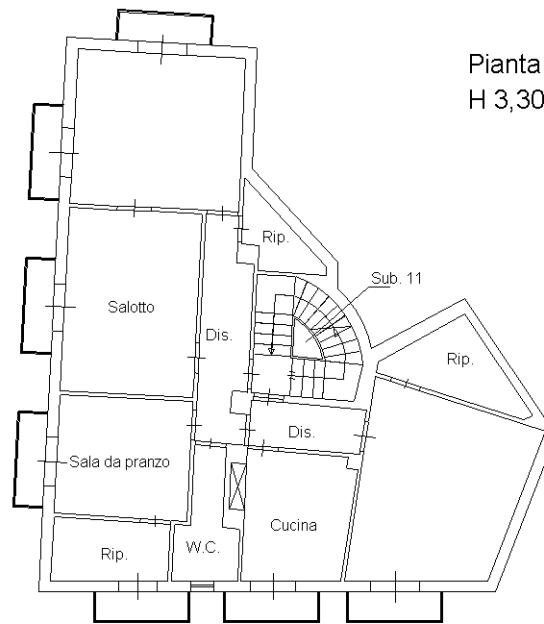 Pianta
H 3,30
Rip.
Sub. 11
Salotto
Dis.
Rip.
Dis.
Sala da pranzo
Cucina
W.C.
Rip.